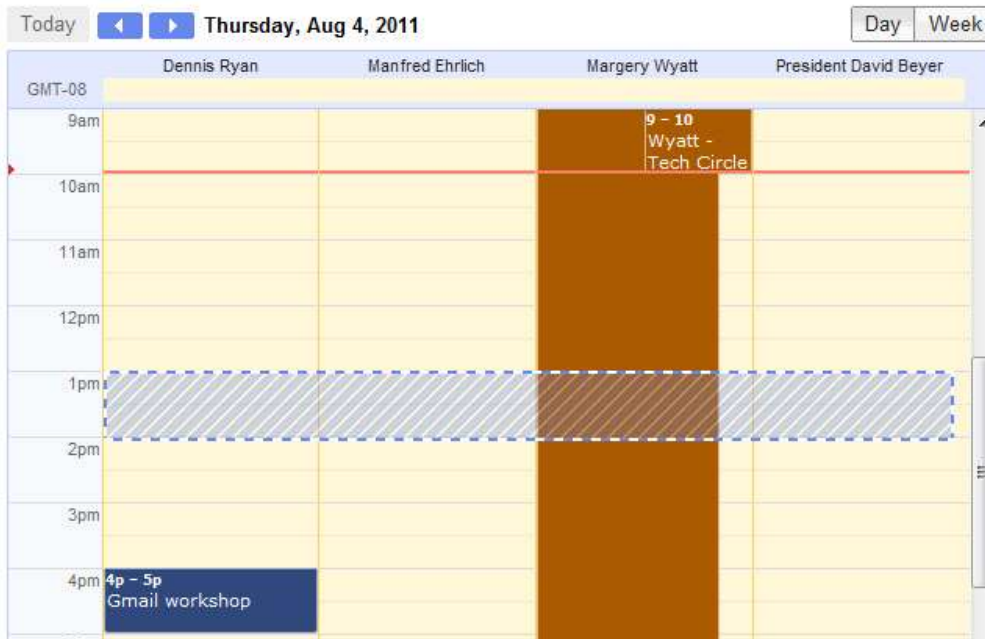 Today Thursday, Aug 4, 2011 Day Week
Dennis Ryan Manfred Ehrlich Margery Wyatt President David Beyer
GMT-08
9am
9 – 10
Wyatt -
Tech Circle
10am
11am
12pm
1pm
2pm
3pm
4pm
4p – 5p
Gmail workshop